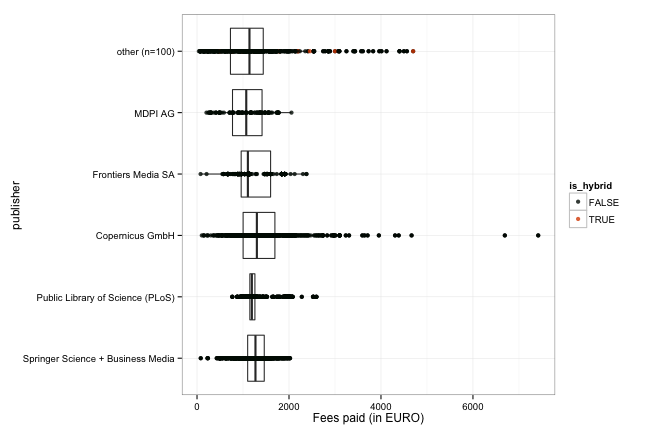 publisher
other (n=100)
MDPI AG
Frontiers Media SA
Copernicus GmbH
Public Library of Science (PLoS)
Springer Science + Business Media
0 2000 4000 6000
Fees paid (in EURO)
is_hybrid
FALSE
TRUE